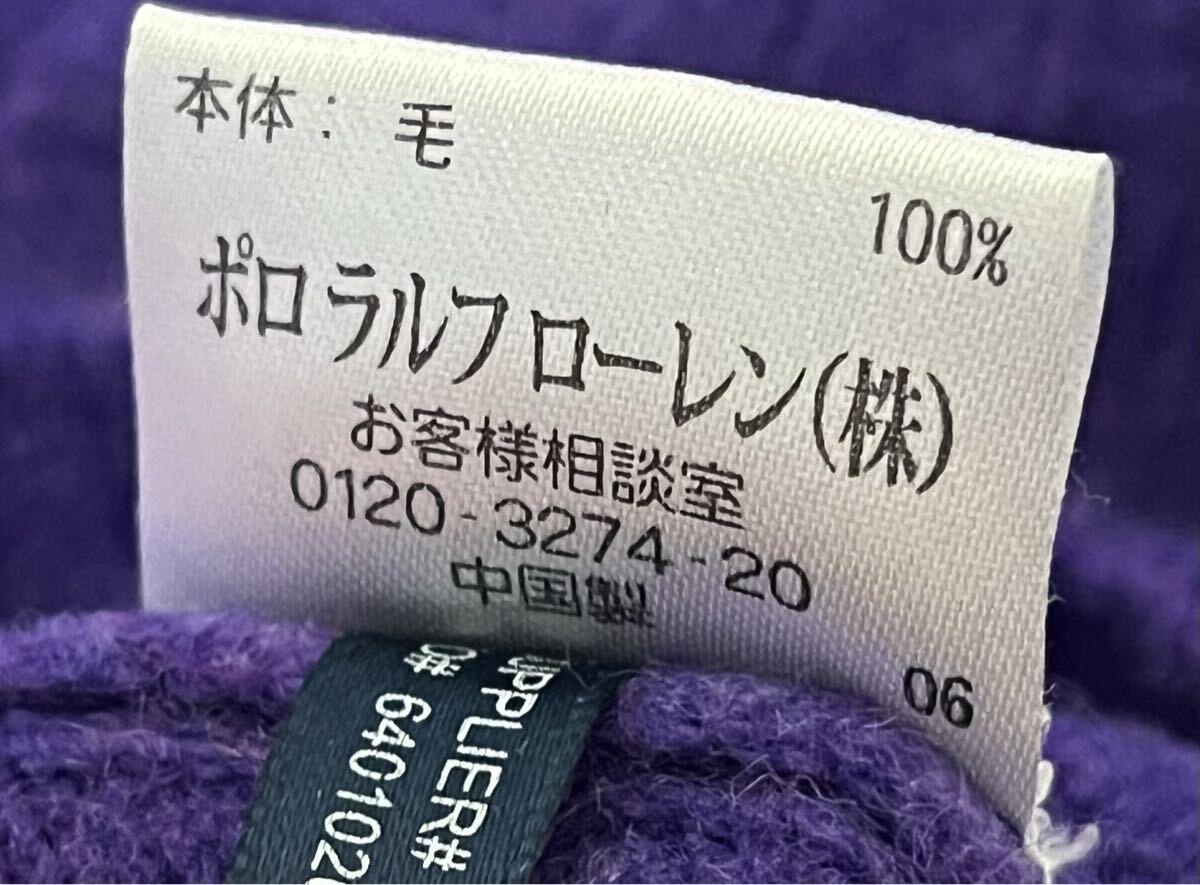 本体: 毛 100%
ポロ ラルフ ローレン(株)
お客様相談室
0120-3274-20
中国製
06
#
# 640102